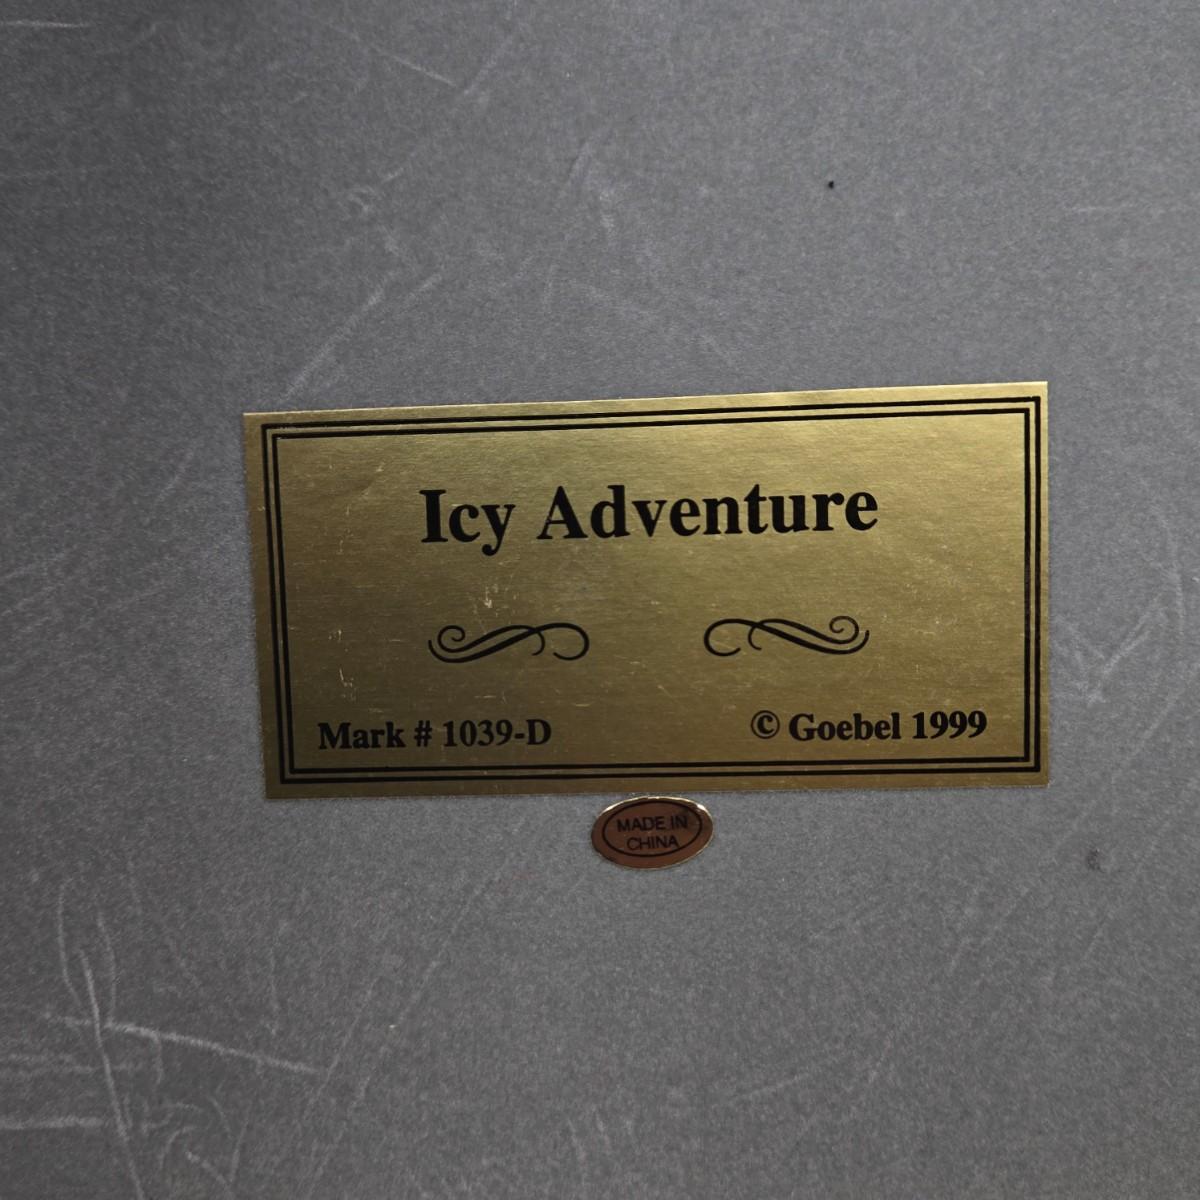 Icy Adventure
Mark # 1039-D
© Goebel 1999
MADE IN
CHINA